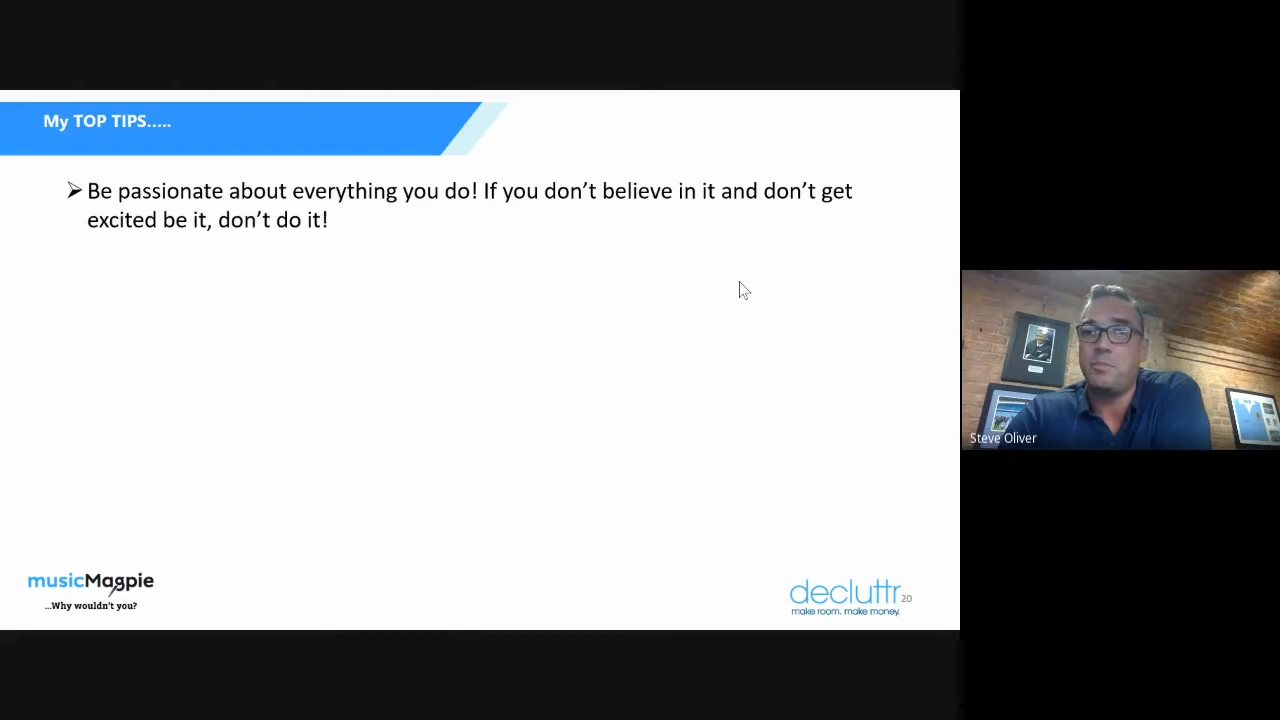 My TOP TIPS.....
➢ Be passionate about everything you do! If you don’t believe in it and don’t get
excited be it, don’t do it!
Steve Oliver
musicMagpie
...Why wouldn't you?
decluttr
make room. make money.
20